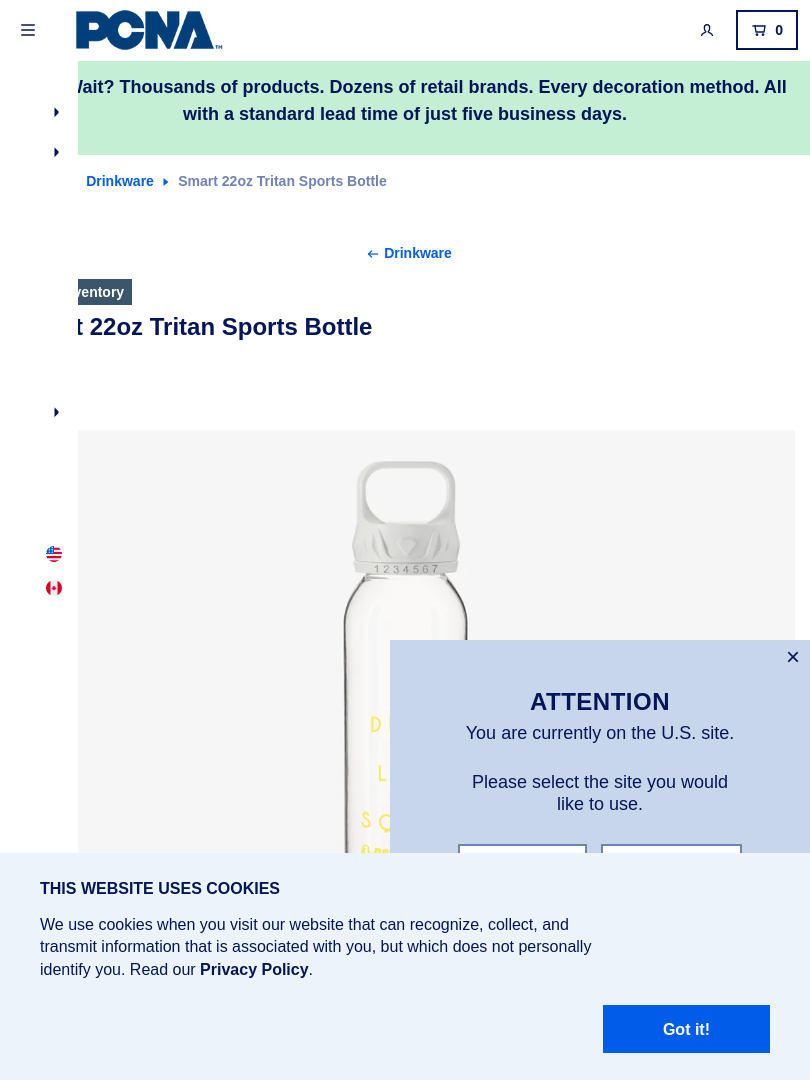 PCNA™
0
Wait? Thousands of products. Dozens of retail brands. Every decoration method. All
with a standard lead time of just five business days.
Drinkware Smart 22oz Tritan Sports Bottle
← Drinkware
22oz Tritan Sports Bottle
1234567
ATTENTION
You are currently on the U.S. site.
Please select the site you would
like to use.
THIS WEBSITE USES COOKIES
We use cookies when you visit our website that can recognize, collect, and
transmit information that is associated with you, but which does not personally
identify you. Read our Privacy Policy.
Got it!